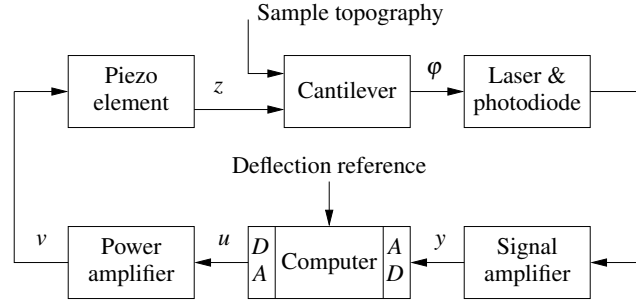 Sample topography
Piezo
element
z
Cantilever
φ
Laser &
photodiode
Deflection reference
v
Power
amplifier
u
D
A
Computer
A
D
y
Signal
amplifier